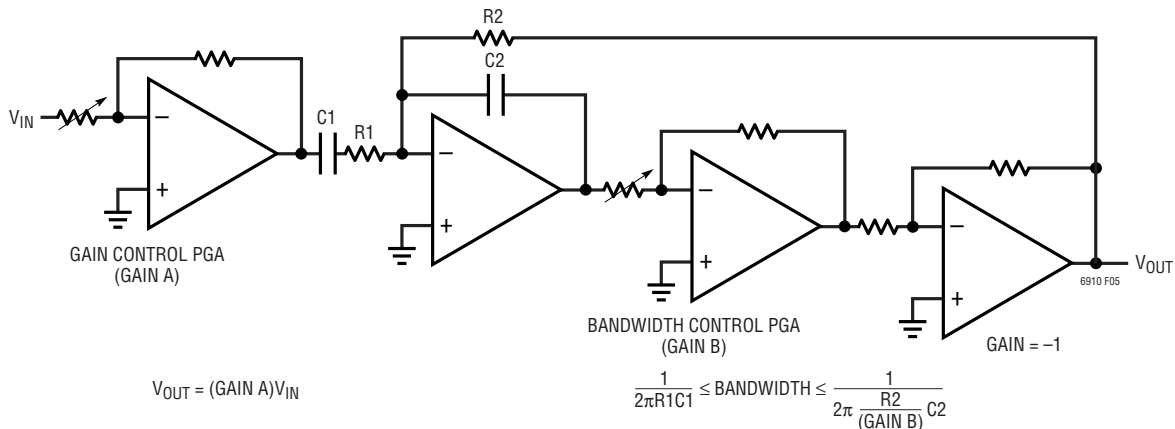 R2
C2
V_IN
C1
R1
−
+
−
+
−
+
−
+
V_OUT
6910 F05
GAIN CONTROL PGA
(GAIN A)
BANDWIDTH CONTROL PGA
(GAIN B)
GAIN = –1
V_OUT = (GAIN A)V_IN
1/(2πR1C1) ≤ BANDWIDTH ≤ 1/(2π R2/(GAIN B) C2)